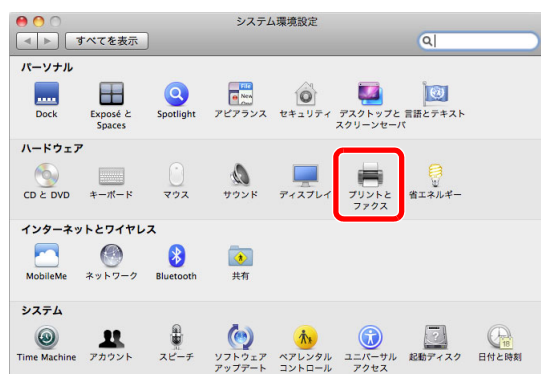 システム環境設定
すべてを表示
パーソナル
Dock
Exposé と
Spaces
Spotlight
アピアランス
セキュリティ
デスクトップと
スクリーンセーバ
言語とテキスト
ハードウェア
CD と DVD
キーボード
マウス
サウンド
ディスプレイ
プリントと
ファクス
省エネルギー
インターネットとワイヤレス
MobileMe
ネットワーク
Bluetooth
共有
システム
Time Machine
アカウント
スピーチ
ソフトウェア
アップデート
ペアレンタル
コントロール
ユニバーサル
アクセス
起動ディスク
日付と時刻